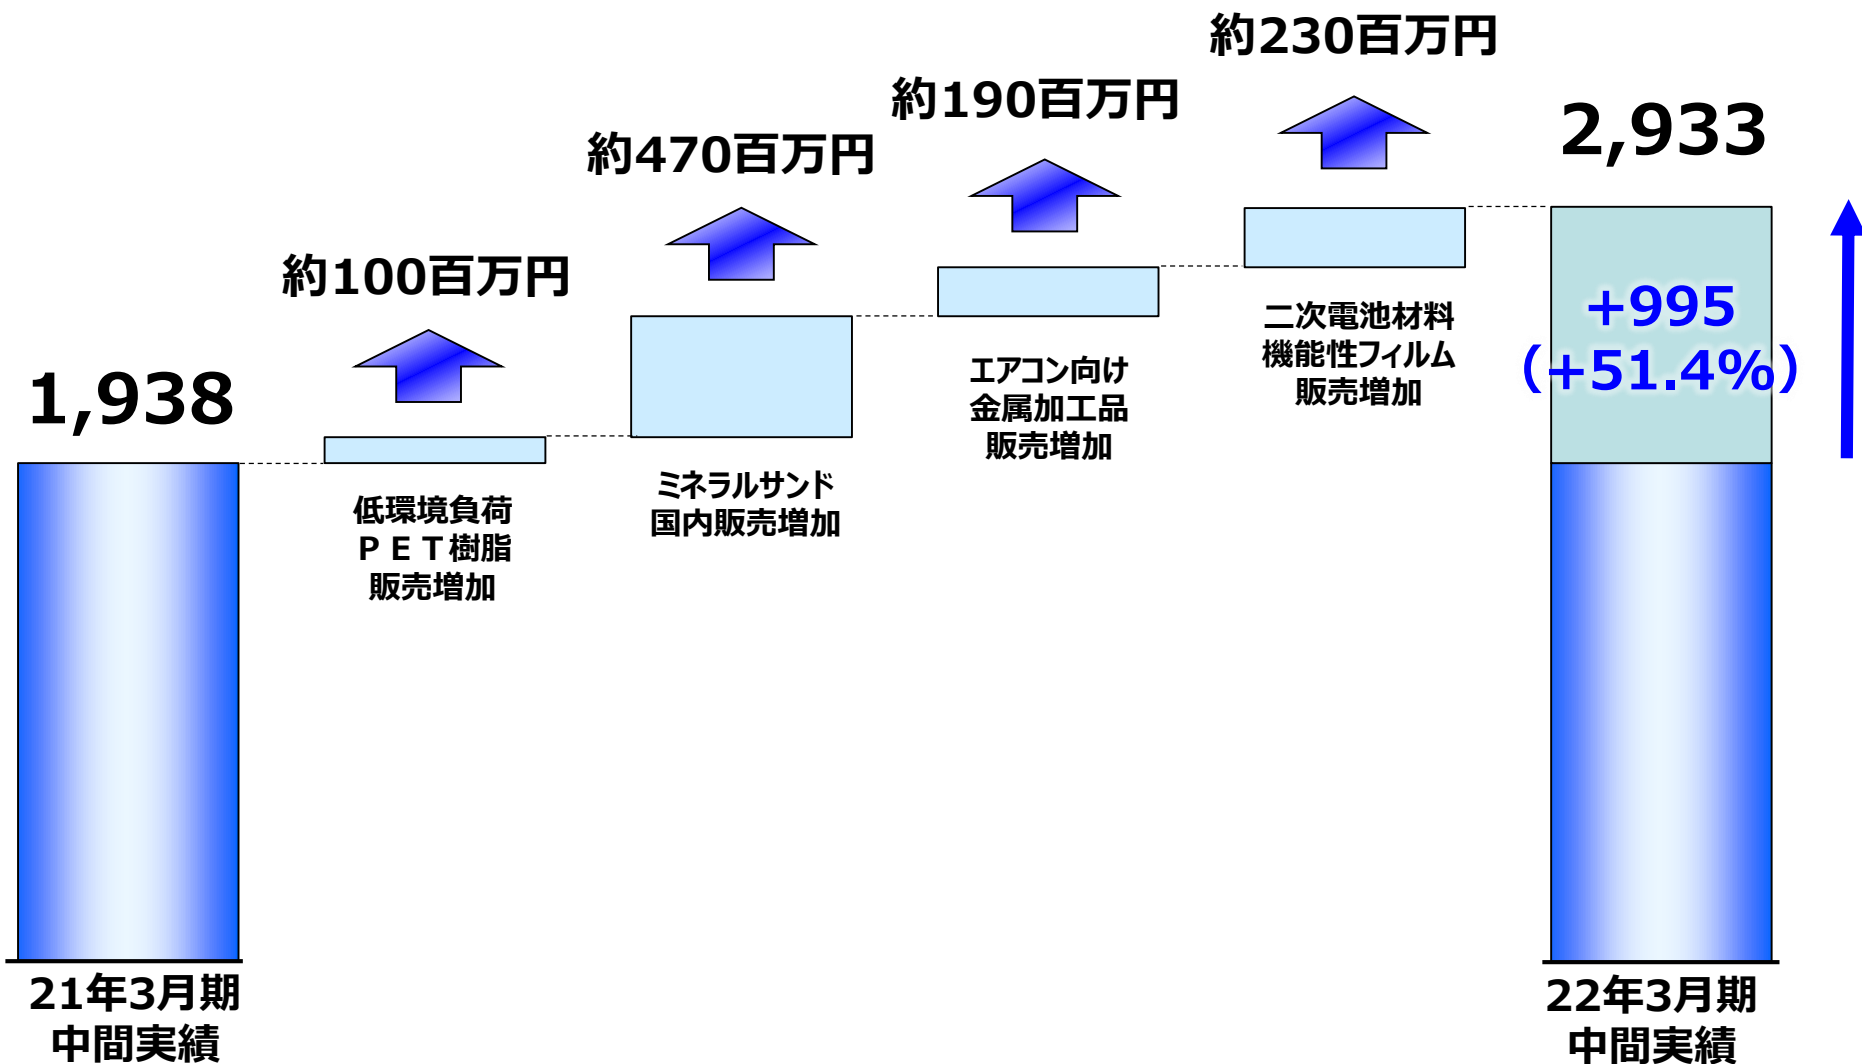 約230百万円
約190百万円
2,933
約470百万円
約100百万円
+995
(+51.4%)
1,938
二次電池材料
機能性フィルム
販売増加
エアコン向け
金属加工品
販売増加
ミネラルサンド
国内販売増加
低環境負荷
ＰＥＴ樹脂
販売増加
21年3月期
中間実績
22年3月期
中間実績